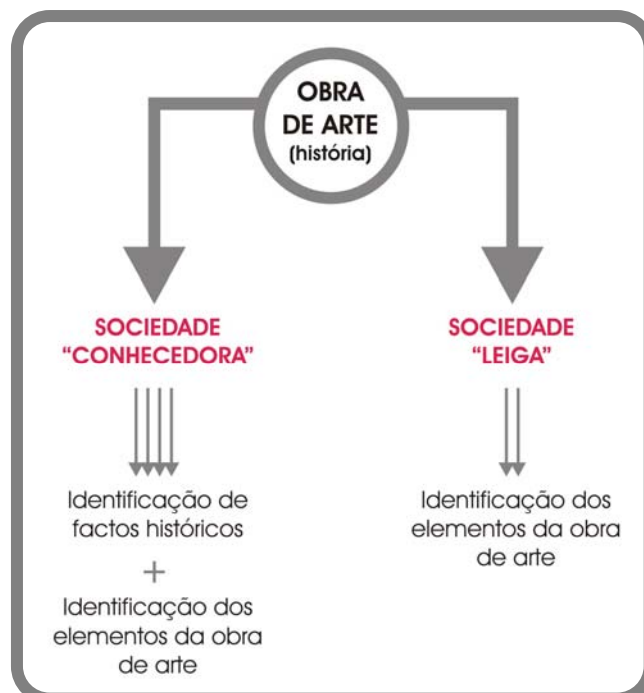 OBRA
DE ARTE
(história)
SOCIEDADE
“CONHECEDORA”
Identificação de
factos históricos
+
Identificação dos
elementos da obra
de arte
SOCIEDADE
“LEIGA”
Identificação dos
elementos da obra
de arte